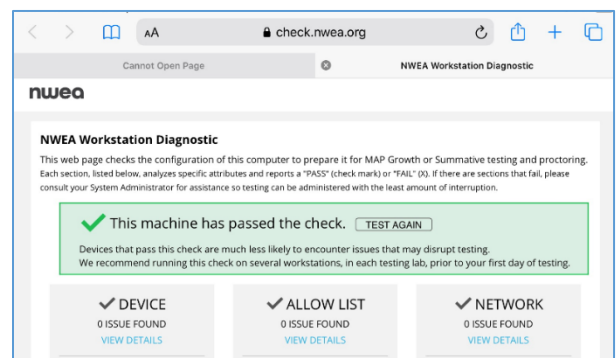 AA check.nwea.org
Cannot Open Page NWEA Workstation Diagnostic
nwea
NWEA Workstation Diagnostic
This web page checks the configuration of this computer to prepare it for MAP Growth or Summative testing and proctoring.
Each section, listed below, analyzes specific attributes and reports a "PASS" (check mark) or "FAIL" (X). If there are sections that fail, please
consult your System Administrator for assistance so testing can be administered with the least amount of interruption.
This machine has passed the check. TEST AGAIN
Devices that pass this check are much less likely to encounter issues that may disrupt testing.
We recommend running this check on several workstations, in each testing lab, prior to your first day of testing.
DEVICE ALLOW LIST NETWORK
0 ISSUE FOUND 0 ISSUE FOUND 0 ISSUE FOUND
VIEW DETAILS VIEW DETAILS VIEW DETAILS